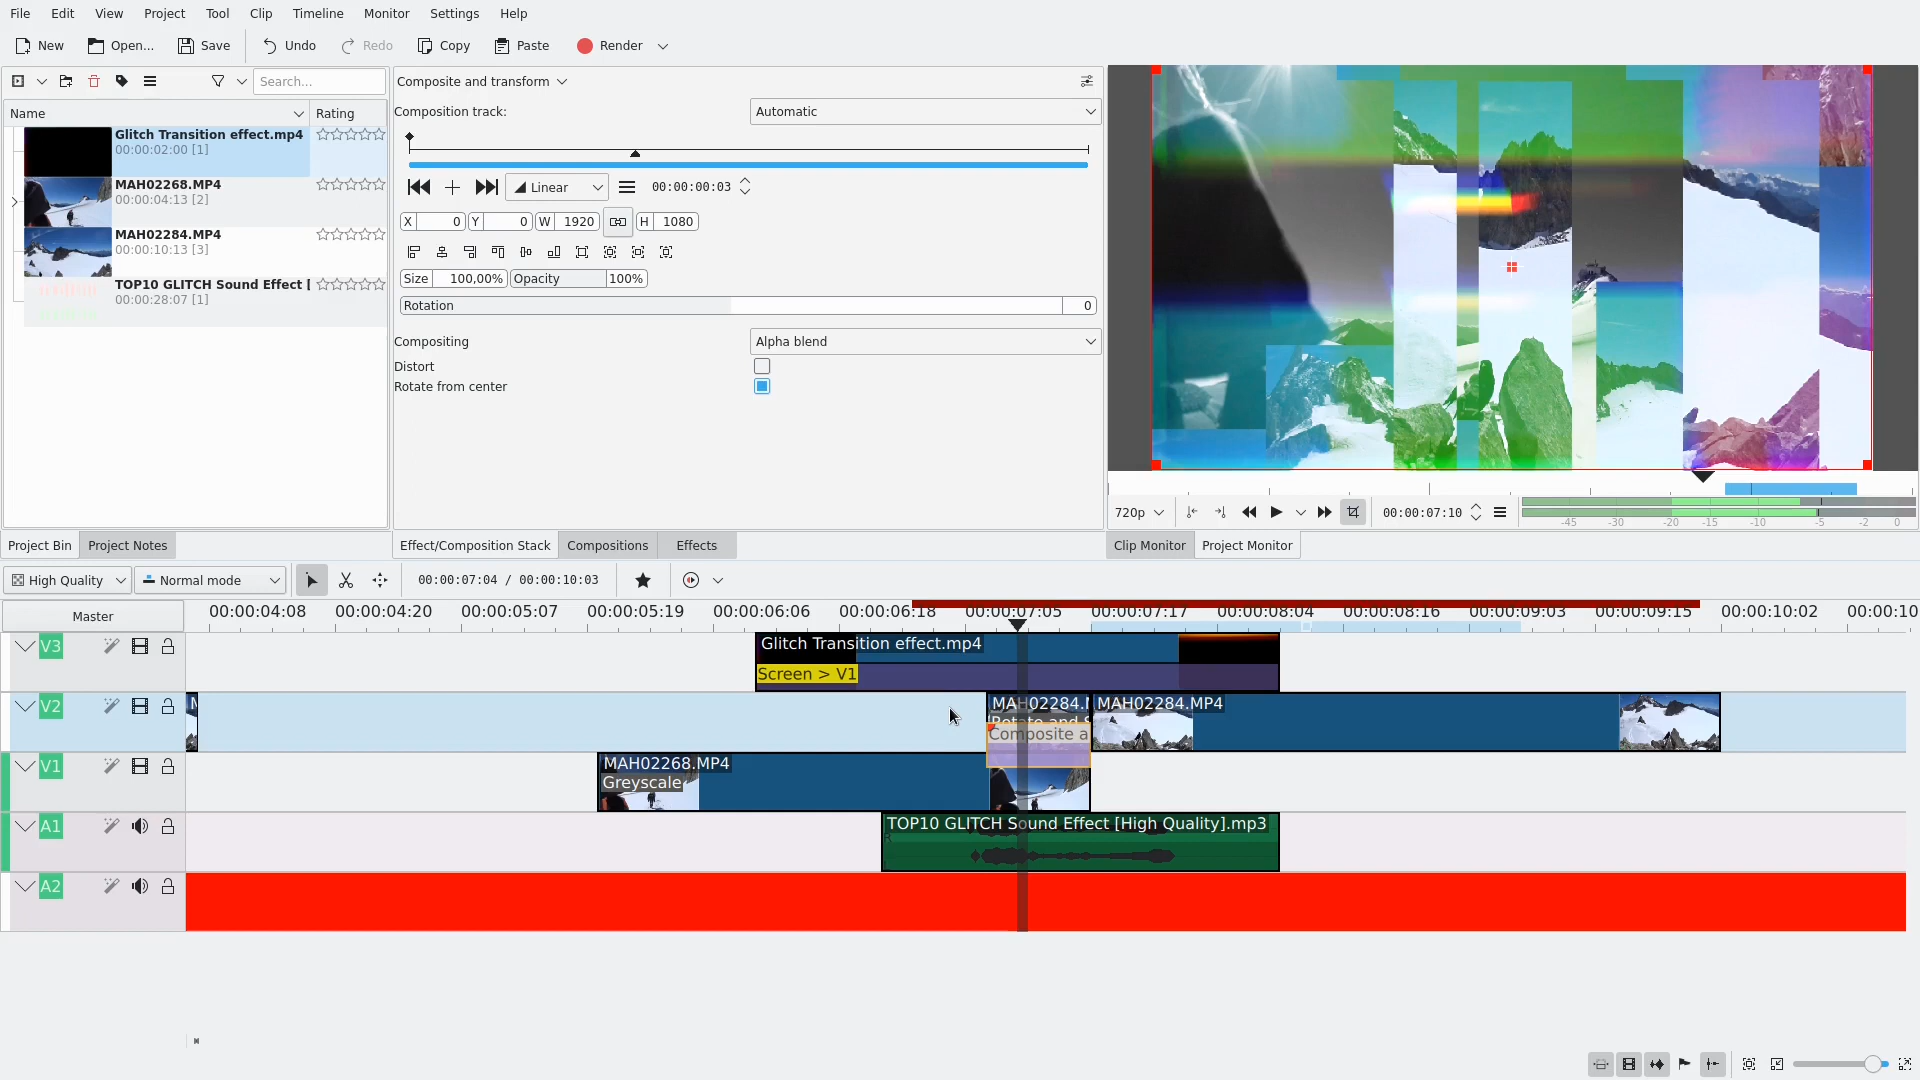 File Edit View Project Tool Clip Timeline Monitor Settings Help
New Open... Save Undo Redo Copy Paste Render
Search...
Name Rating
Glitch Transition effect.mp4
00:00:02:00 [1]
MAH02268.MP4
00:00:04:13 [2]
MAH02284.MP4
00:00:10:13 [3]
TOP10 GLITCH Sound Effect [
00:00:28:07 [1]
Project Bin Project Notes
Composite and transform
Composition track: Automatic
Linear 00:00:00:03
X 0 Y 0 W 1920 H 1080
Size 100,00% Opacity 100%
Rotation 0
Compositing Alpha blend
Distort
Rotate from center
Effect/Composition Stack Compositions Effects
720p 00:00:07:10
-45 -30 -20 -15 -10 -5 -2 0
Clip Monitor Project Monitor
High Quality Normal mode 00:00:07:04 / 00:00:10:03
Master 00:00:04:08 00:00:04:20 00:00:05:07 00:00:05:19 00:00:06:06 00:00:06:18 00:00:07:05 00:00:07:17 00:00:08:04 00:00:08:16 00:00:09:03 00:00:09:15 00:00:10:02 00:00:10
V3 Glitch Transition effect.mp4
Screen > V1
V2 MAH02284.M MAH02284.MP4
Rotate and S
Composite a
V1 MAH02268.MP4
Greyscale
A1 TOP10 GLITCH Sound Effect [High Quality].mp3
A2